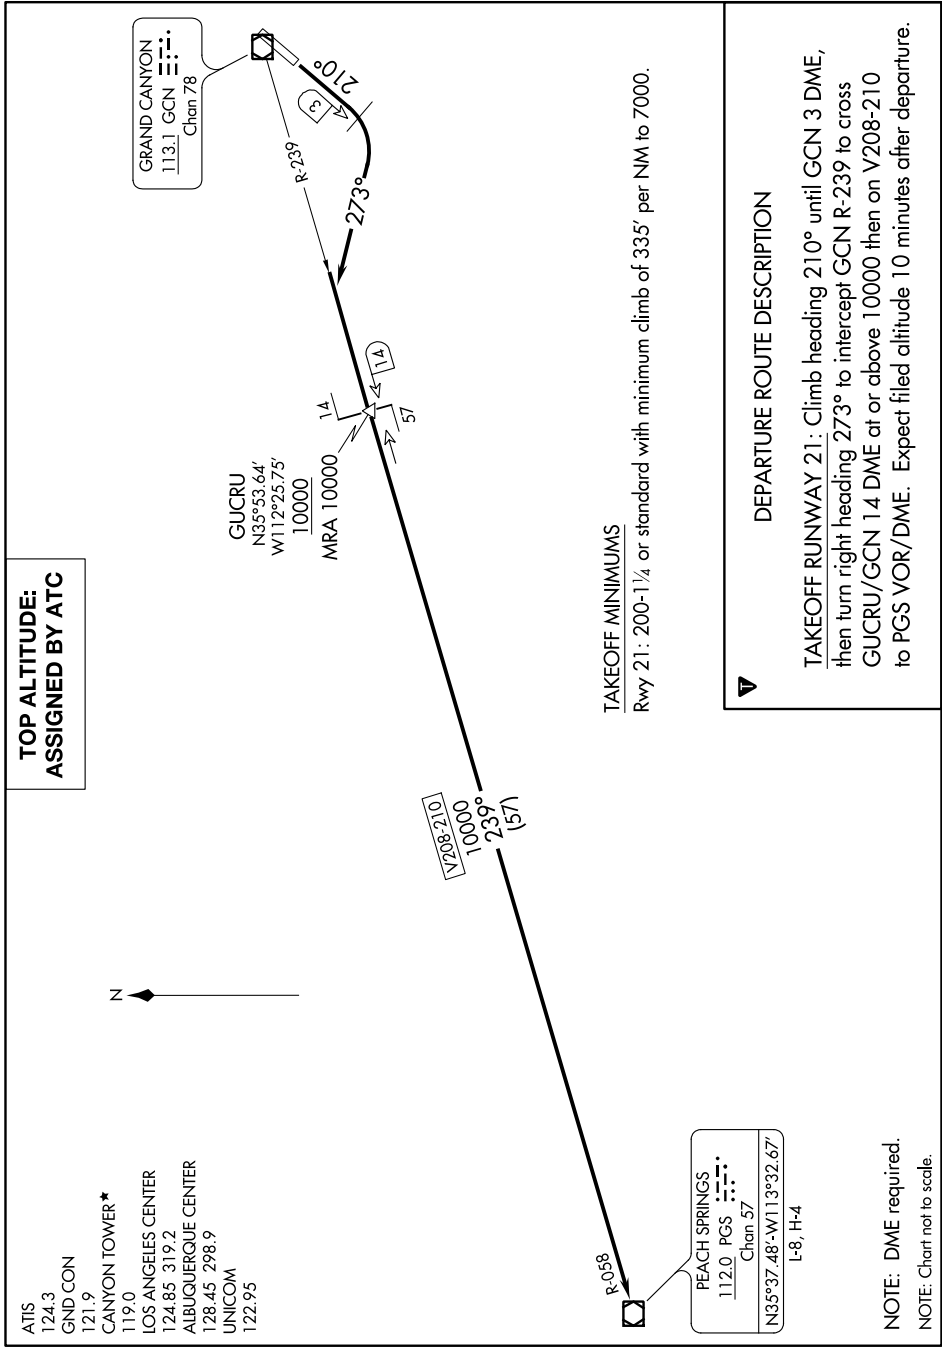 TOP ALTITUDE:
ASSIGNED BY ATC
ATIS
124.3
GND CON
121.9
CANYON TOWER★
119.0
LOS ANGELES CENTER
124.85 319.2
ALBUQUERQUE CENTER
128.45 298.9
UNICOM
122.95
N
GRAND CANYON
113.1 GCN
Chan 78
210°
3
R-239
273°
14
14
57
GUCRU
N35°53.64'
W112°25.75'
10000
MRA 10000
V208-210
10000
239°
(57)
R-058
PEACH SPRINGS
112.0 PGS
Chan 57
N35°37.48'-W113°32.67'
L-8, H-4
TAKEOFF MINIMUMS
Rwy 21: 200-1¼ or standard with minimum climb of 335' per NM to 7000.
NOTE: DME required.
NOTE: Chart not to scale.
T
DEPARTURE ROUTE DESCRIPTION
TAKEOFF RUNWAY 21: Climb heading 210° until GCN 3 DME,
then turn right heading 273° to intercept GCN R-239 to cross
GUCRU/GCN 14 DME at or above 10000 then on V208-210
to PGS VOR/DME. Expect filed altitude 10 minutes after departure.